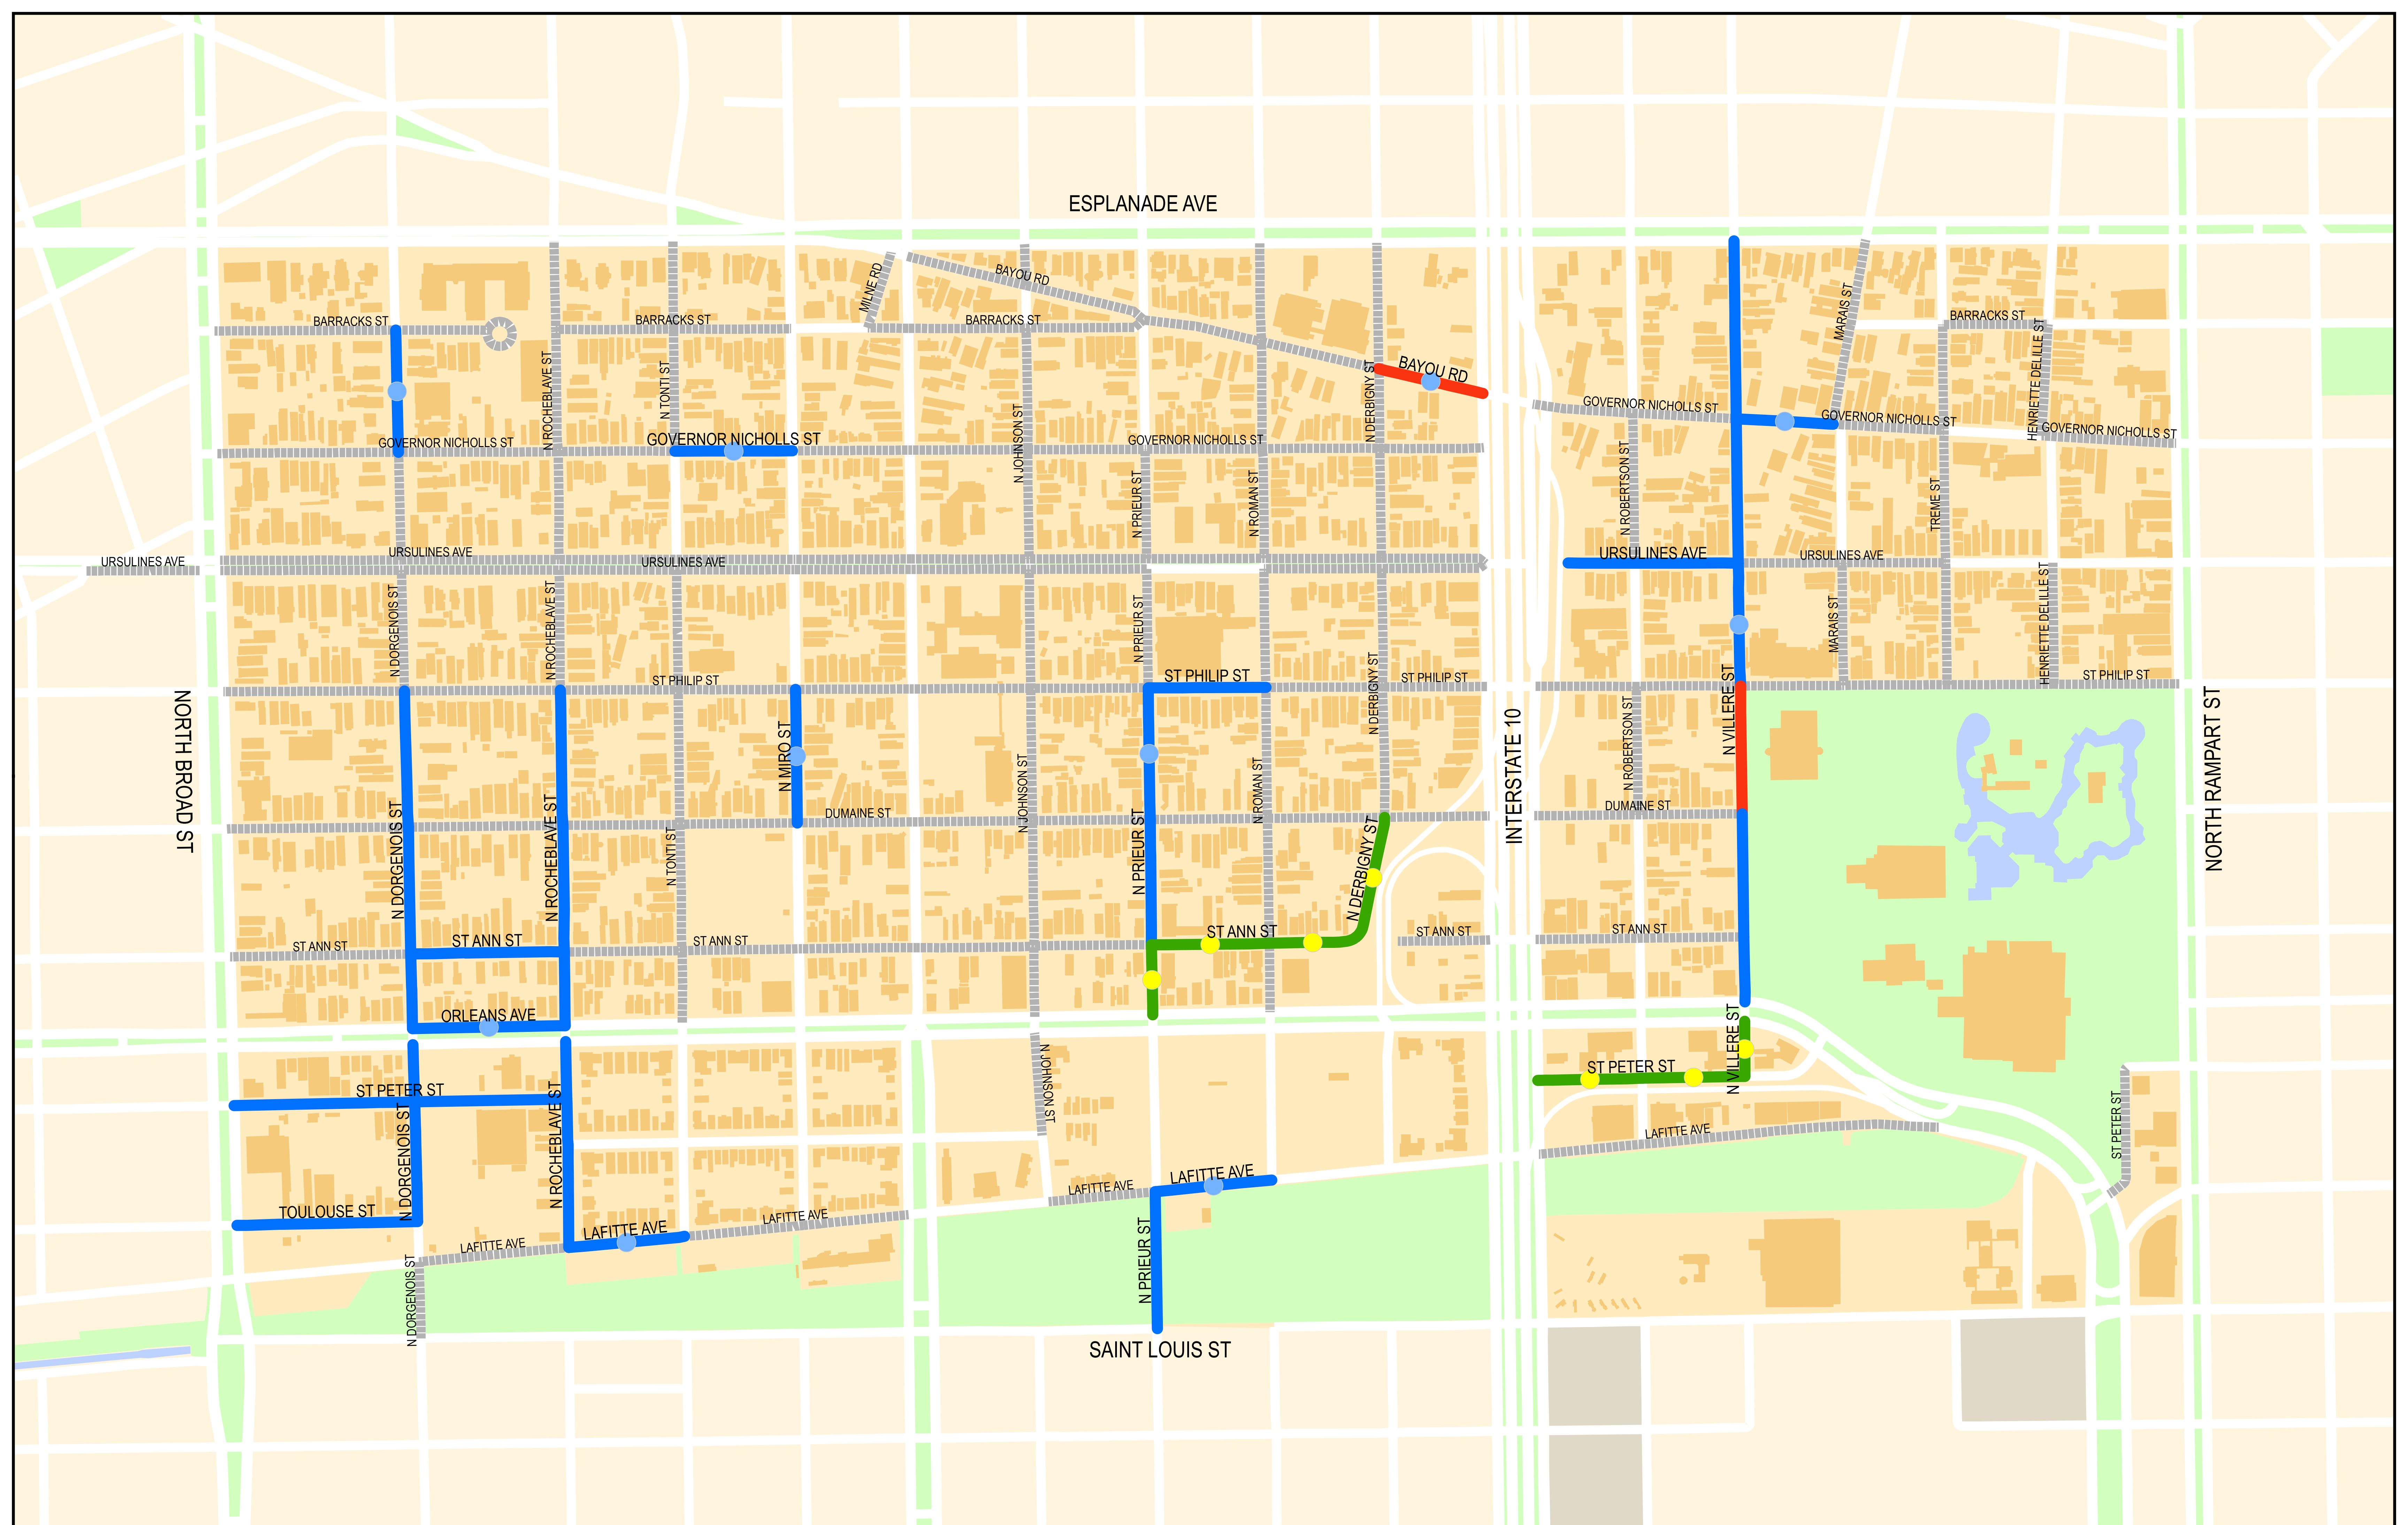 ESPLANADE AVE
MILNE RD
BAYOU RD
BARRACKS ST
BARRACKS ST
BARRACKS ST
BARRACKS ST
MARAIS ST
HENRIETTE DELILLE ST
N ROCHEBLAVE ST
N TONTI ST
N DERBIGNY ST
BAYOU RD
N JOHNSON ST
GOVERNOR NICHOLLS ST
GOVERNOR NICHOLLS ST
GOVERNOR NICHOLLS ST
GOVERNOR NICHOLLS ST
GOVERNOR NICHOLLS ST
GOVERNOR NICHOLLS ST
N PRIEUR ST
N ROMAN ST
N ROBERTSON ST
TREME ST
URSULINES AVE
URSULINES AVE
URSULINES AVE
URSULINES AVE
URSULINES AVE
N DORGENOIS ST
N ROCHEBLAVE ST
N PRIEUR ST
MARAIS ST
HENRIETTE DELILLE ST
ST PHILIP ST
ST PHILIP ST
ST PHILIP ST
ST PHILIP ST
N DERBIGNY ST
N VILLERE ST
NORTH BROAD ST
N MIRO ST
INTERSTATE 10
N ROBERTSON ST
NORTH RAMPART ST
N JOHNSON ST
N ROMAN ST
DUMAINE ST
DUMAINE ST
N DORGENOIS ST
N ROCHEBLAVE ST
N TONTI ST
N PRIEUR ST
N DERBIGNY ST
ST ANN ST
ST ANN ST
ST ANN ST
ST ANN ST
ST ANN ST
ST ANN ST
ORLEANS AVE
N VILLERE ST
N JOHNSON ST
ST PETER ST
ST PETER ST
ST PETER ST
N DORGENOIS ST
N ROCHEBLAVE ST
LAFITTE AVE
LAFITTE AVE
LAFITTE AVE
TOULOUSE ST
LAFITTE AVE
LAFITTE AVE
LAFITTE AVE
N DORGENOIS ST
N PRIEUR ST
SAINT LOUIS ST